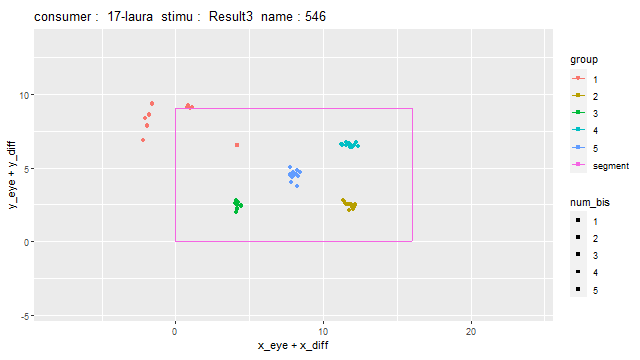 consumer :  17-laura  stimu :  Result3  name : 546
10
5
0
-5
y_eye + y_diff
0
10
20
x_eye + x_diff
group
1
2
3
4
5
segment
num_bis
1
2
3
4
5